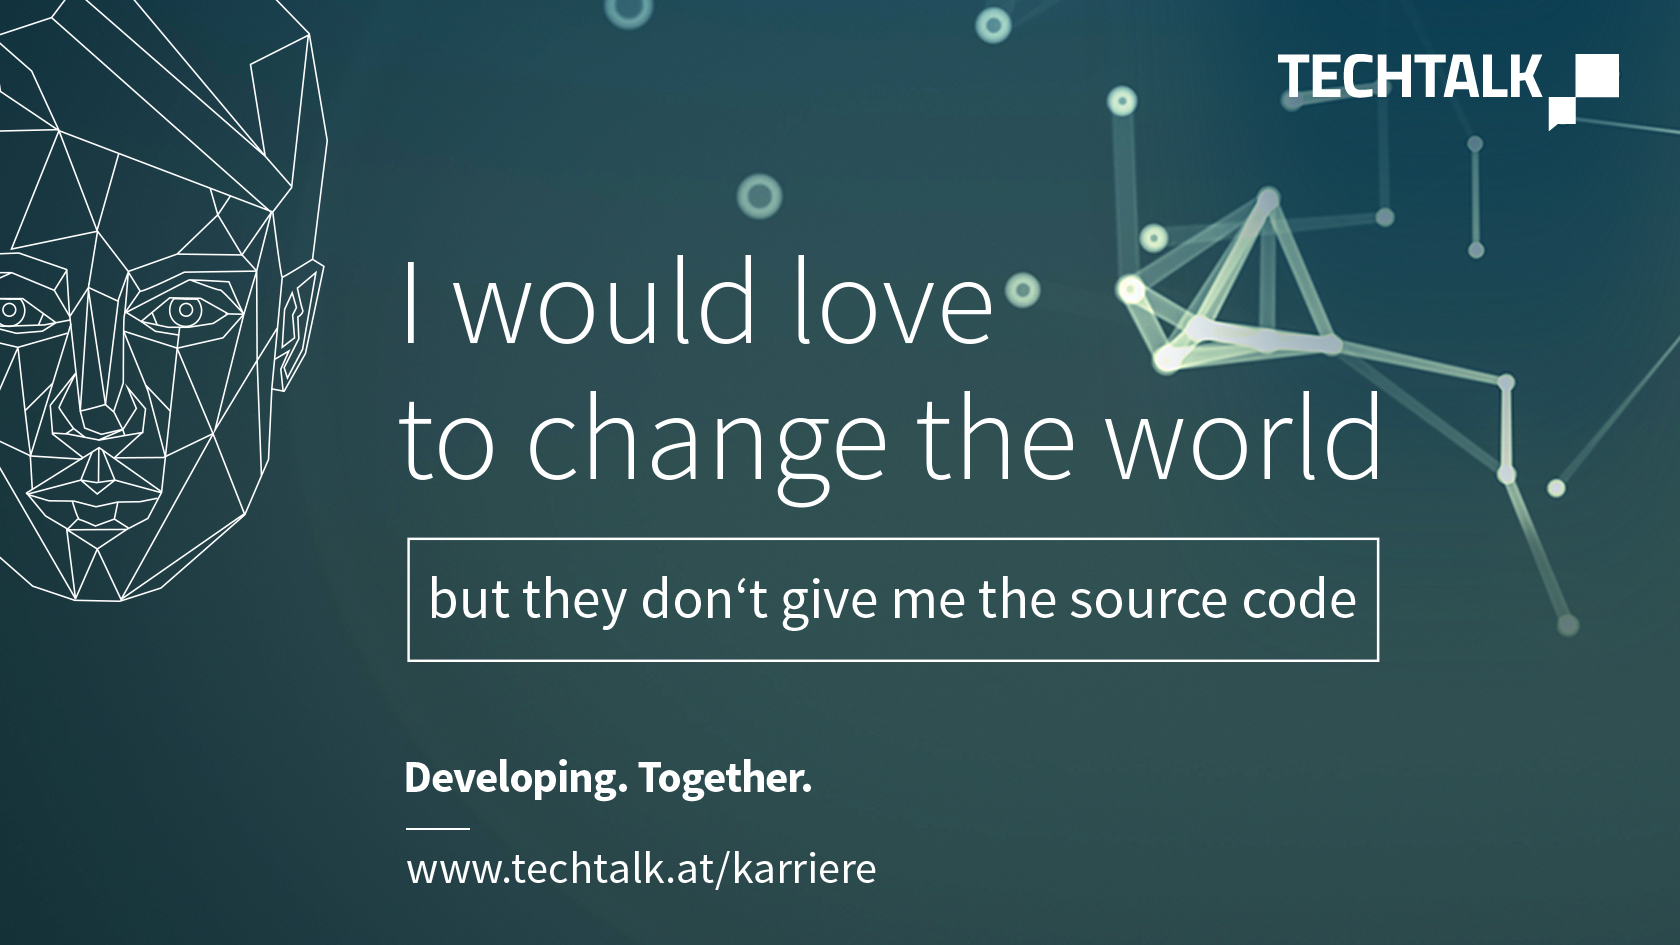 TECHTALK
I would love
to change the world
but they don‘t give me the source code
Developing. Together.
www.techtalk.at/karriere